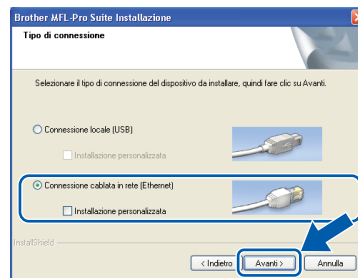 Brother MFL-Pro Suite Installazione
Tipo di connessione
Selezionare il tipo di connessione del dispositivo da installare, quindi fare clic su Avanti.
Connessione locale (USB)
Installazione personalizzata
Connessione cablata in rete (Ethernet)
Installazione personalizzata
InstallShield
< Indietro Avanti > Annulla